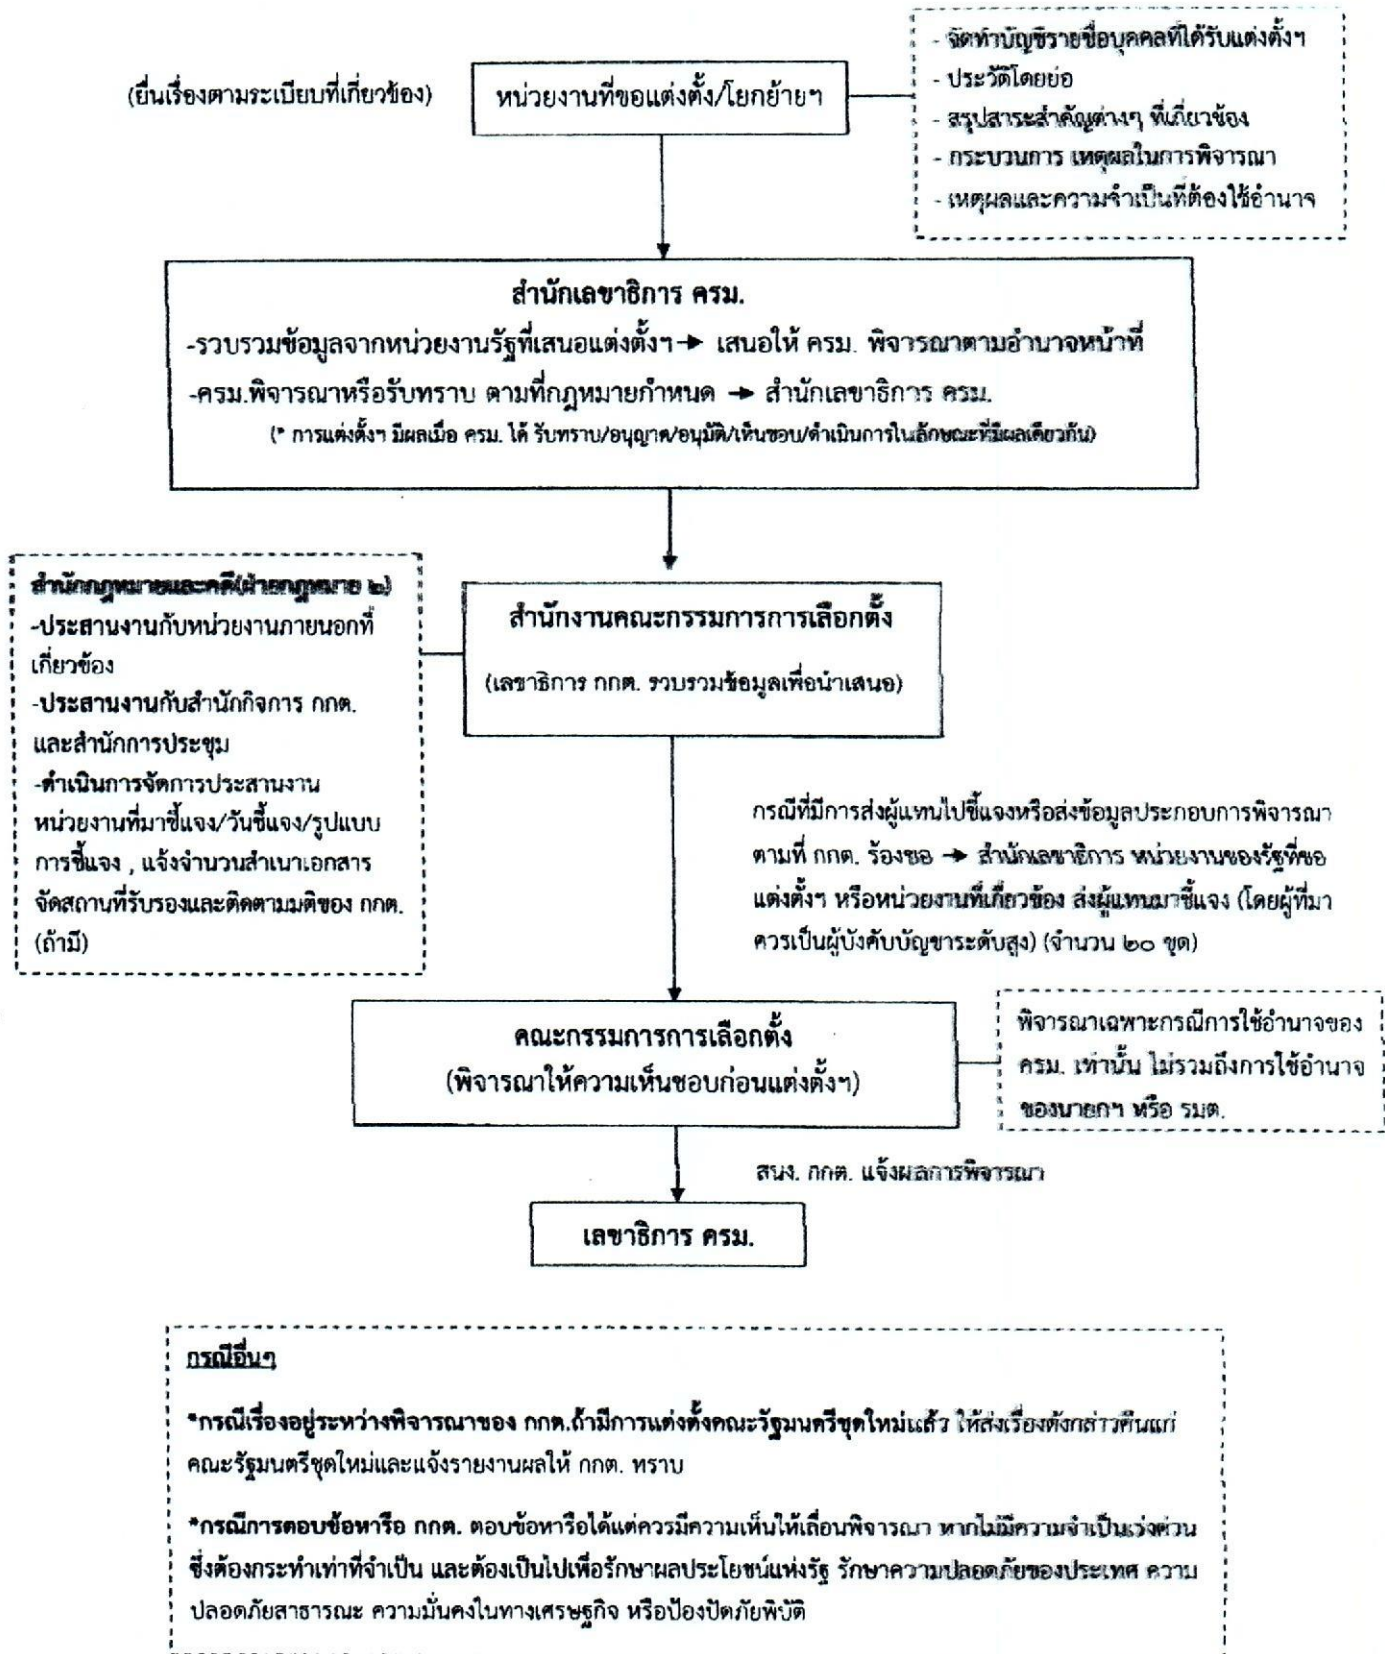 (ยื่นเรื่องตามระเบียบที่เกี่ยวข้อง)
หน่วยงานที่ขอแต่งตั้ง/โยกย้ายฯ
- จัดทำบัญชีรายชื่อบุคคลที่ได้รับแต่งตั้งฯ
- ประวัติโดยย่อ
- สรุปสาระสำคัญต่างๆ ที่เกี่ยวข้อง
- กระบวนการ เหตุผลในการพิจารณา
- เหตุผลและความจำเป็นที่ต้องใช้อำนาจ
สำนักเลขาธิการ ครม.
-รวบรวมข้อมูลจากหน่วยงานรัฐที่เสนอแต่งตั้งฯ➔ เสนอให้ ครม. พิจารณาตามอำนาจหน้าที่
-ครม.พิจารณาหรือรับทราบ ตามที่กฎหมายกำหนด ➔ สำนักเลขาธิการ ครม.
(* การแต่งตั้งฯ มีผลเมื่อ ครม. ได้ รับทราบ/อนุญาต/อนุมัติ/เห็นชอบ/ดำเนินการในลักษณะที่มีผลเดียวกัน)
สำนักกฎหมายและคดี(ฝ่ายกฎหมาย ๒)
-ประสานงานกับหน่วยงานภายนอกที่
เกี่ยวข้อง
-ประสานงานกับสำนักกิจการ กกต.
และสำนักการประชุม
-ดำเนินการจัดการประสานงาน
หน่วยงานที่มาชี้แจง/วันชี้แจง/รูปแบบ
การชี้แจง , แจ้งจำนวนสำเนาเอกสาร
จัดสถานที่รับรองและติดตามมติของ กกต.
(ถ้ามี)
สำนักงานคณะกรรมการการเลือกตั้ง
(เลขาธิการ กกต. รวบรวมข้อมูลเพื่อนำเสนอ)
กรณีที่มีการส่งผู้แทนไปชี้แจงหรือส่งข้อมูลประกอบการพิจารณา
ตามที่ กกต. ร้องขอ ➔ สำนักเลขาธิการ หน่วยงานของรัฐที่ขอ
แต่งตั้งฯ หรือหน่วยงานที่เกี่ยวข้อง ส่งผู้แทนมาชี้แจง (โดยผู้ที่มา
ควรเป็นผู้บังคับบัญชาระดับสูง) (จำนวน ๒๐ ชุด)
คณะกรรมการการเลือกตั้ง
(พิจารณาให้ความเห็นชอบก่อนแต่งตั้งฯ)
พิจารณาเฉพาะกรณีการใช้อำนาจของ
ครม. เท่านั้น ไม่รวมถึงการใช้อำนาจ
ของนายกฯ หรือ รมต.
สนง. กกต. แจ้งผลการพิจารณา
เลขาธิการ ครม.
กรณีอื่นๆ
*กรณีเรื่องอยู่ระหว่างพิจารณาของ กกต.ถ้ามีการแต่งตั้งคณะรัฐมนตรีชุดใหม่แล้ว ให้ส่งเรื่องดังกล่าวคืนแก่
คณะรัฐมนตรีชุดใหม่และแจ้งรายงานผลให้ กกต. ทราบ
*กรณีการตอบข้อหารือ กกต. ตอบข้อหารือได้แต่ควรมีความเห็นให้เลื่อนพิจารณา หากไม่มีความจำเป็นเร่งด่วน
ซึ่งต้องกระทำเท่าที่จำเป็น และต้องเป็นไปเพื่อรักษาผลประโยชน์แห่งรัฐ รักษาความปลอดภัยของประเทศ ความ
ปลอดภัยสาธารณะ ความมั่นคงในทางเศรษฐกิจ หรือป้องปัดภัยพิบัติ